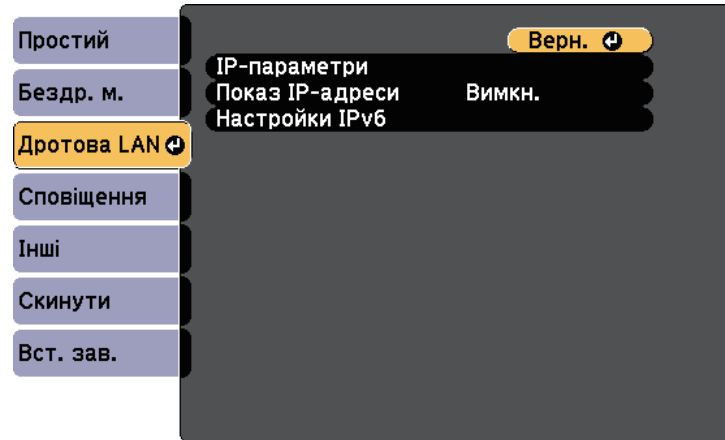 Простий
Бездр. м.
Дротова LAN
Сповіщення
Інші
Скинути
Вст. зав.
Верн.
IP-параметри
Показ IP-адреси Вимкн.
Настройки IPv6